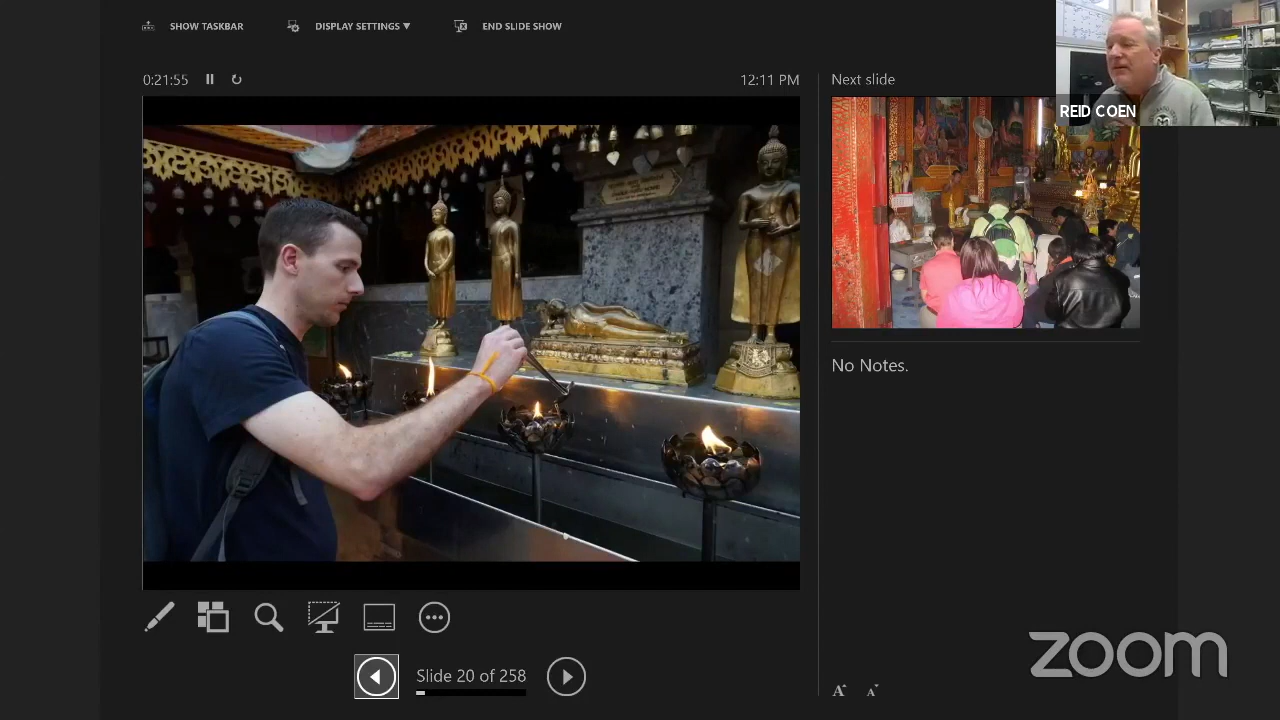 SHOW TASKBAR
DISPLAY SETTINGS ▼
END SLIDE SHOW
0:21:55
12:11 PM
Next slide
REID COEN
No Notes.
Slide 20 of 258
A A
zoom